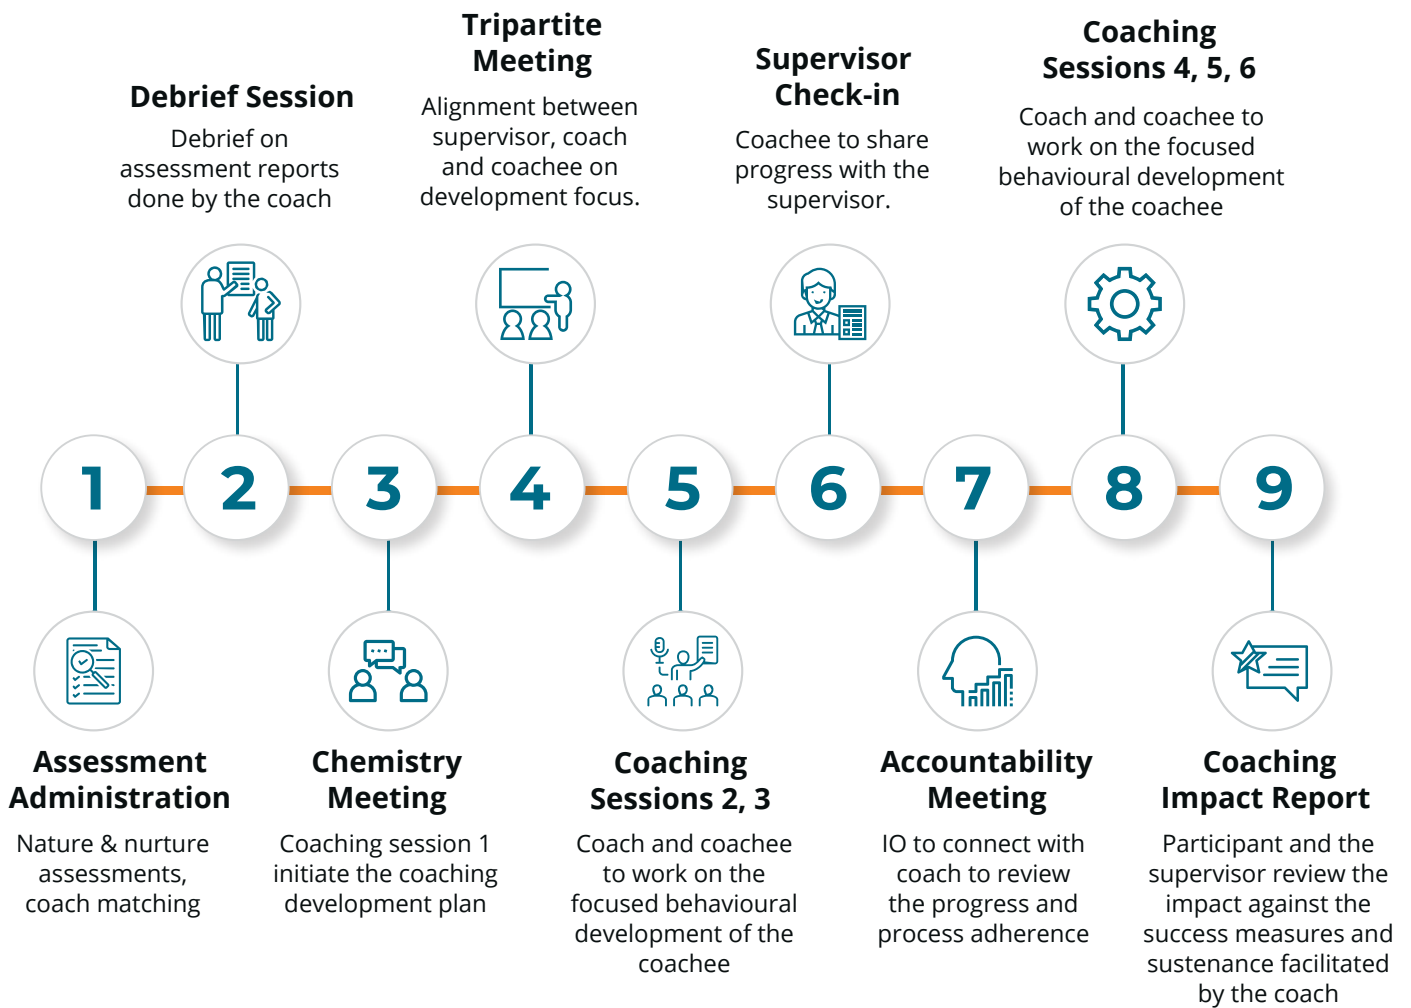 Debrief Session
Debrief on
assessment reports
done by the coach
Tripartite
Meeting
Alignment between
supervisor, coach
and coachee on
development focus.
Supervisor
Check-in
Coachee to share
progress with the
supervisor.
Coaching
Sessions 4, 5, 6
Coach and coachee to
work on the focused
behavioural development
of the coachee
1
2
3
4
5
6
7
8
9
Assessment
Administration
Nature & nurture
assessments,
coach matching
Chemistry
Meeting
Coaching session 1
initiate the coaching
development plan
Coaching
Sessions 2, 3
Coach and coachee
to work on the
focused behavioural
development of the
coachee
Accountability
Meeting
IO to connect with
coach to review
the progress and
process adherence
Coaching
Impact Report
Participant and the
supervisor review the
impact against the
success measures and
sustenance facilitated
by the coach